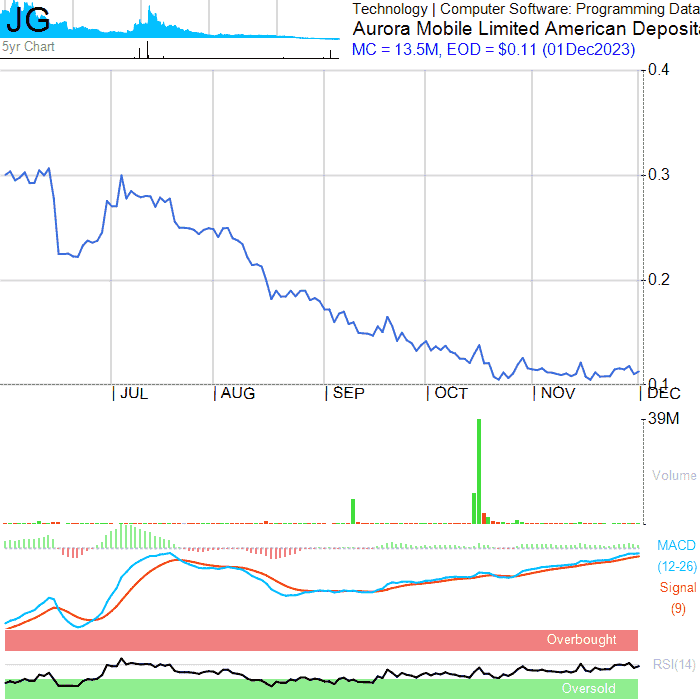 JG
5yr Chart
Technology | Computer Software: Programming Data
Aurora Mobile Limited American Deposit
MC = 13.5M, EOD = $0.11 (01Dec2023)
0.4
0.3
0.2
0.1
JUL AUG SEP OCT NOV DEC
39M
Volume
MACD
(12-26)
Signal
(9)
Overbought
RSI(14)
Oversold